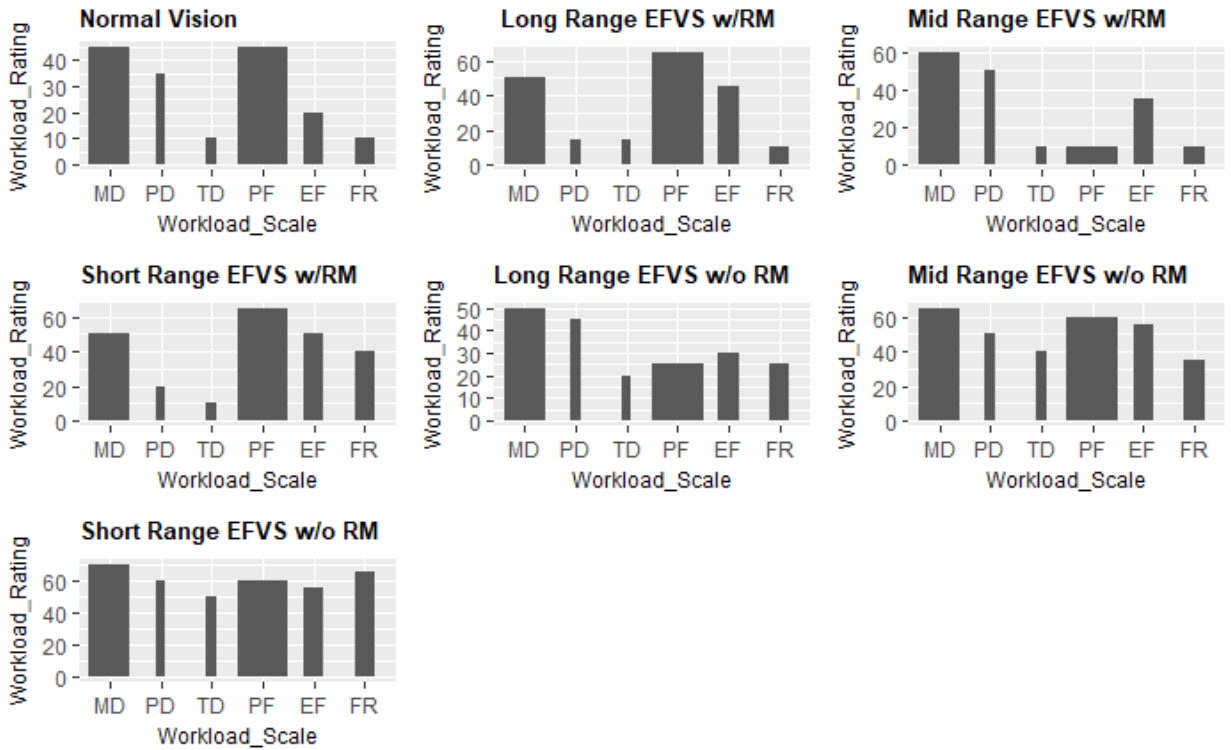 Normal Vision
Workload_Rating
40
30
20
10
0
MD PD TD PF EF FR
Workload_Scale
Long Range EFVS w/RM
Workload_Rating
60
40
20
0
MD PD TD PF EF FR
Workload_Scale
Mid Range EFVS w/RM
Workload_Rating
60
40
20
0
MD PD TD PF EF FR
Workload_Scale
Short Range EFVS w/RM
Workload_Rating
60
40
20
0
MD PD TD PF EF FR
Workload_Scale
Long Range EFVS w/o RM
Workload_Rating
50
40
30
20
10
0
MD PD TD PF EF FR
Workload_Scale
Mid Range EFVS w/o RM
Workload_Rating
60
40
20
0
MD PD TD PF EF FR
Workload_Scale
Short Range EFVS w/o RM
Workload_Rating
60
40
20
0
MD PD TD PF EF FR
Workload_Scale